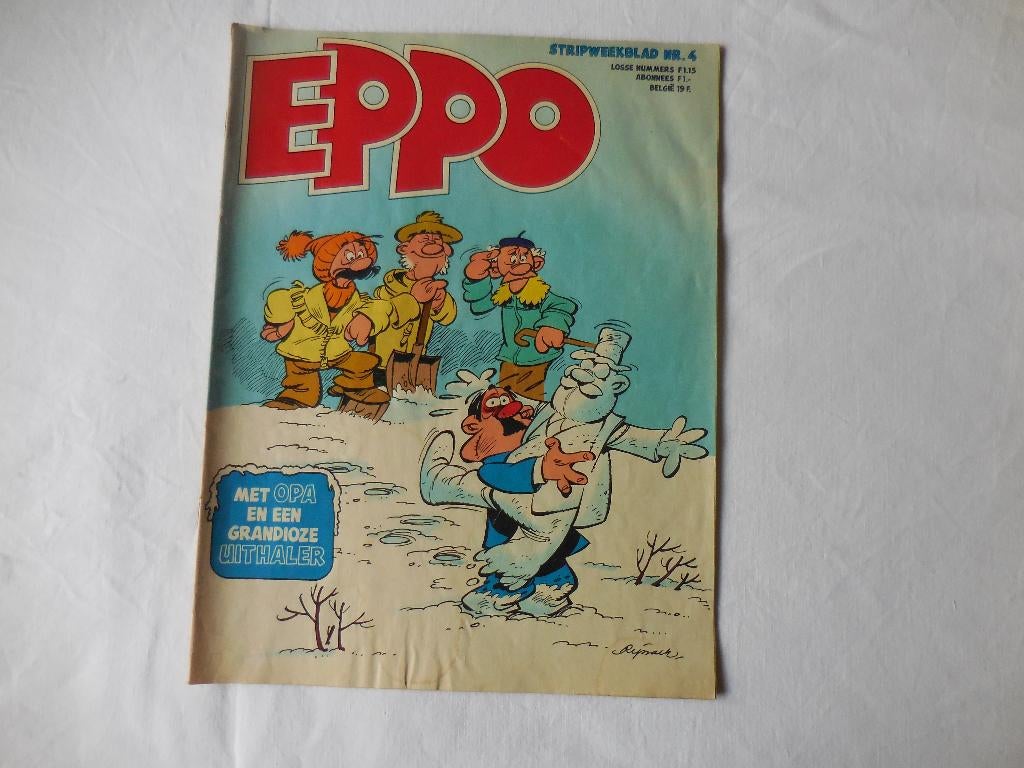 EPPO
STRIPWEEKBLAD NR. 4
LOSSE NUMMERS F1.15
ABONNEES F1.-
BELGIË 19 F.
MET OPA
EN EEN
GRANDIOZE
UITHALER